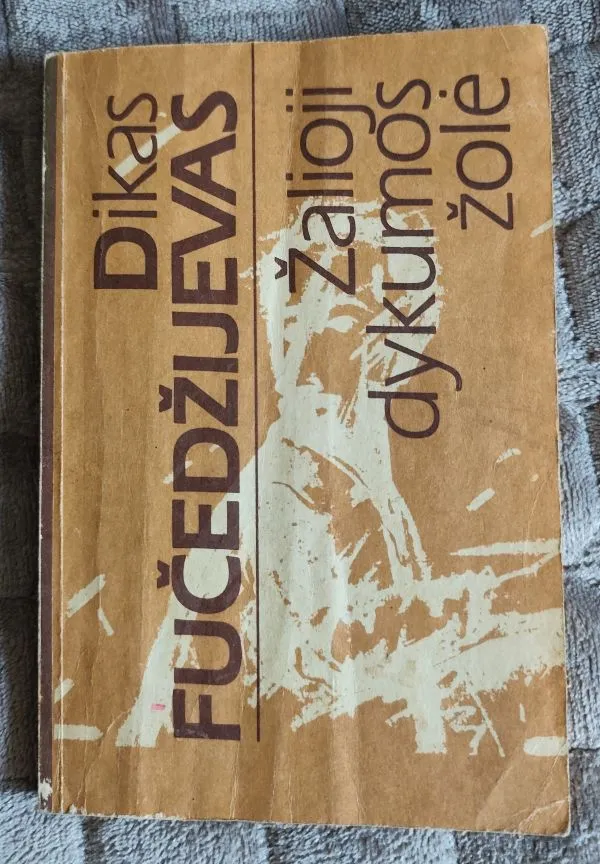 Dikas
FUČEDŽIJEVAS
Žalioji
dykumos
žolė